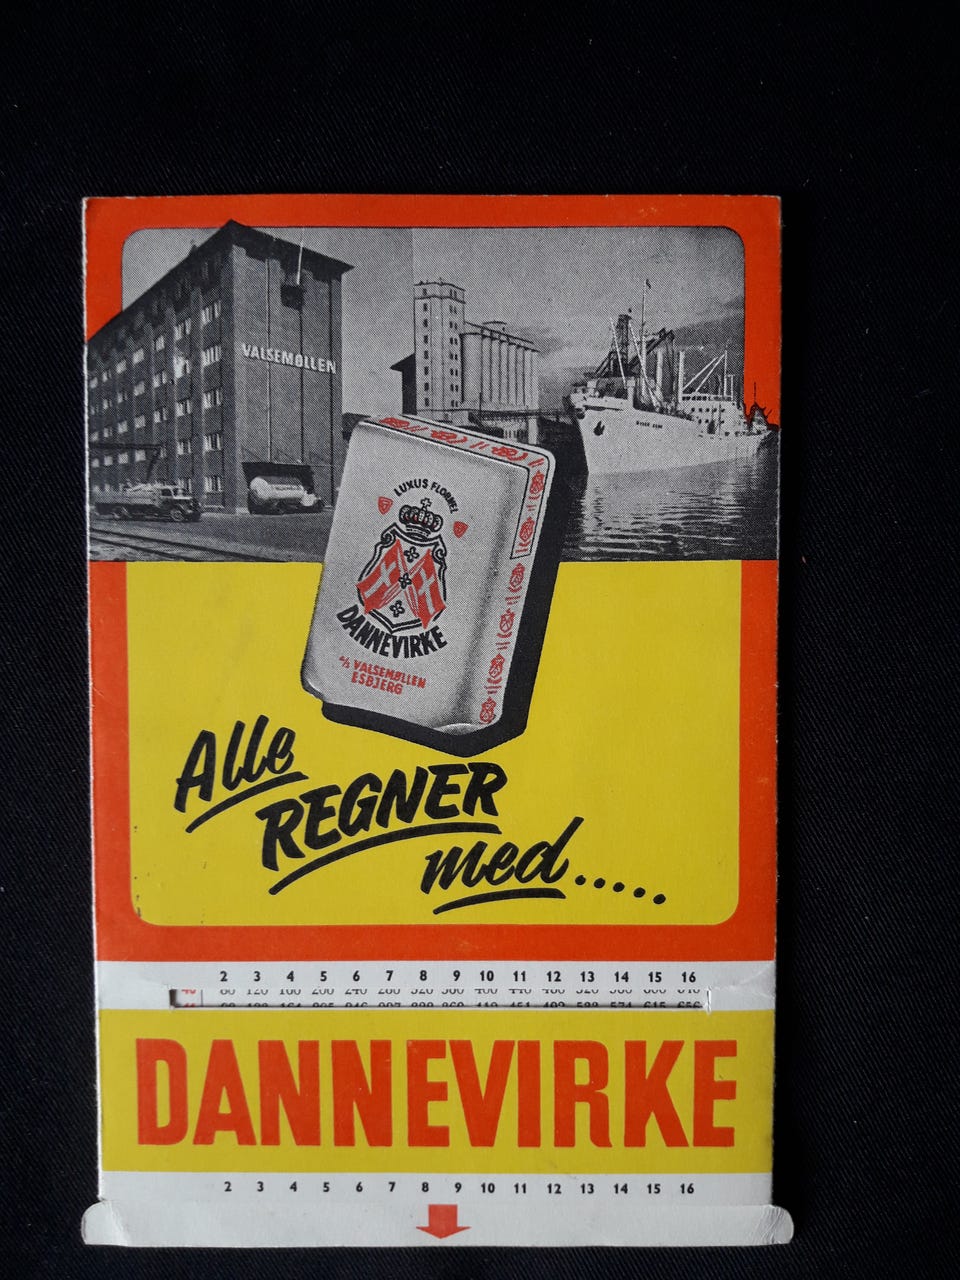 VALSEMØLLEN
LUXUS FLORMEL
DANNEVIRKE
A/S VALSEMØLLEN
ESBJERG
Alle
REGNER
med.....
2 3 4 5 6 7 8 9 10 11 12 13 14 15 16
DANNEVIRKE
2 3 4 5 6 7 8 9 10 11 12 13 14 15 16